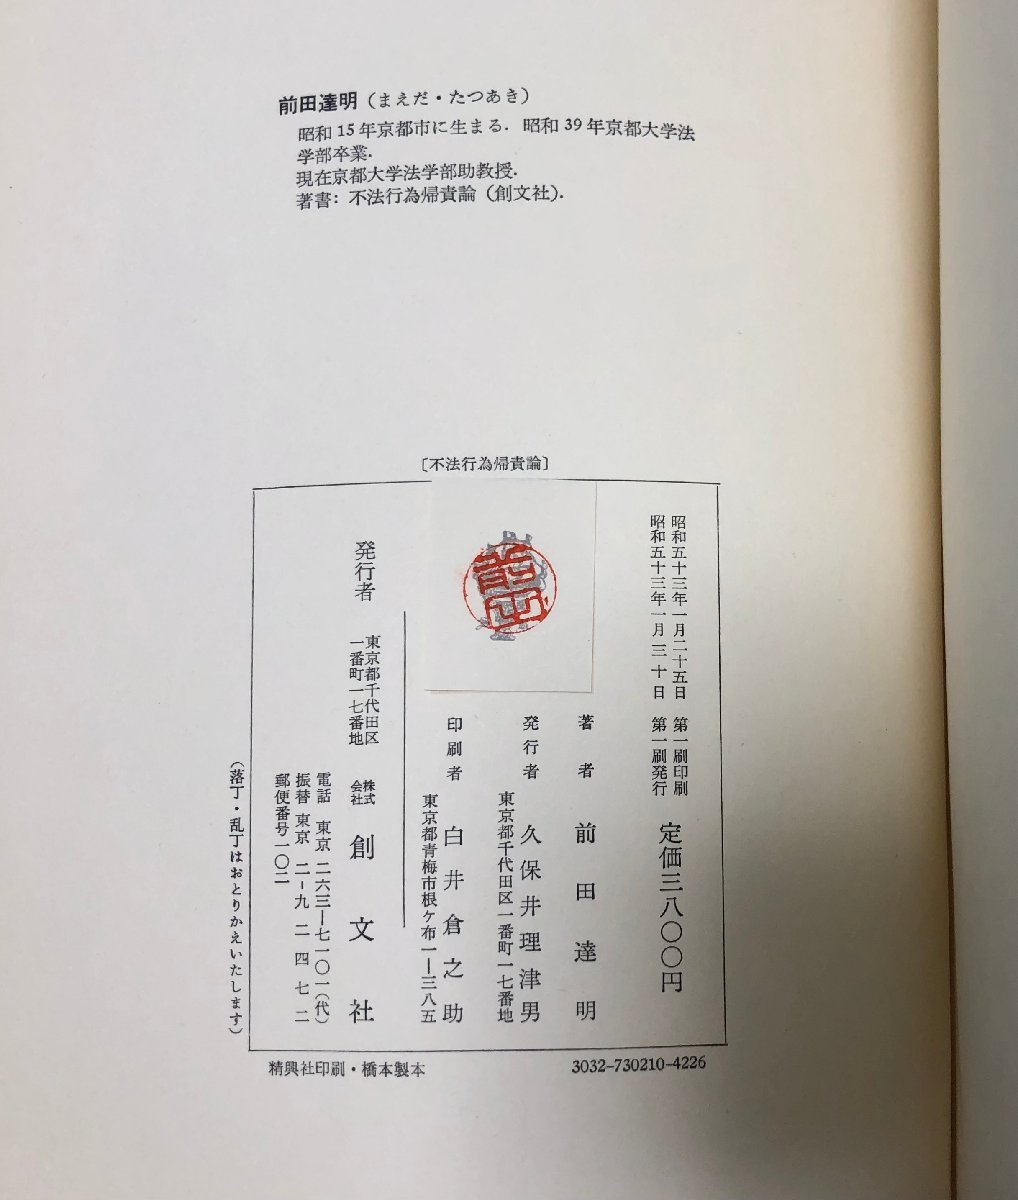 前田達明（まえだ・たつあき）
昭和15年京都市に生まる．昭和39年京都大学法
学部卒業．
現在京都大学法学部助教授．
著書：不法行為帰責論（創文社）．
〔不法行為帰責論〕
昭和五十三年一月二十五日 第一刷印刷
昭和五十三年一月三十日 第一刷発行
定価三八〇〇円
著者 前田達明
発行者 久保井理津男
東京都千代田区一番町一七番地
印刷者 白井倉之助
東京都青梅市根ケ布一ー三八五
発行者
東京都千代田区
一番町一七番地
株式
会社
創文社
電話 東京 二六三―七一〇一(代)
振替 東京 二－九二四七二
郵便番号一〇二
（落丁・乱丁はおとりかえいたします）
前田
精興社印刷・橋本製本
3032-730210-4226